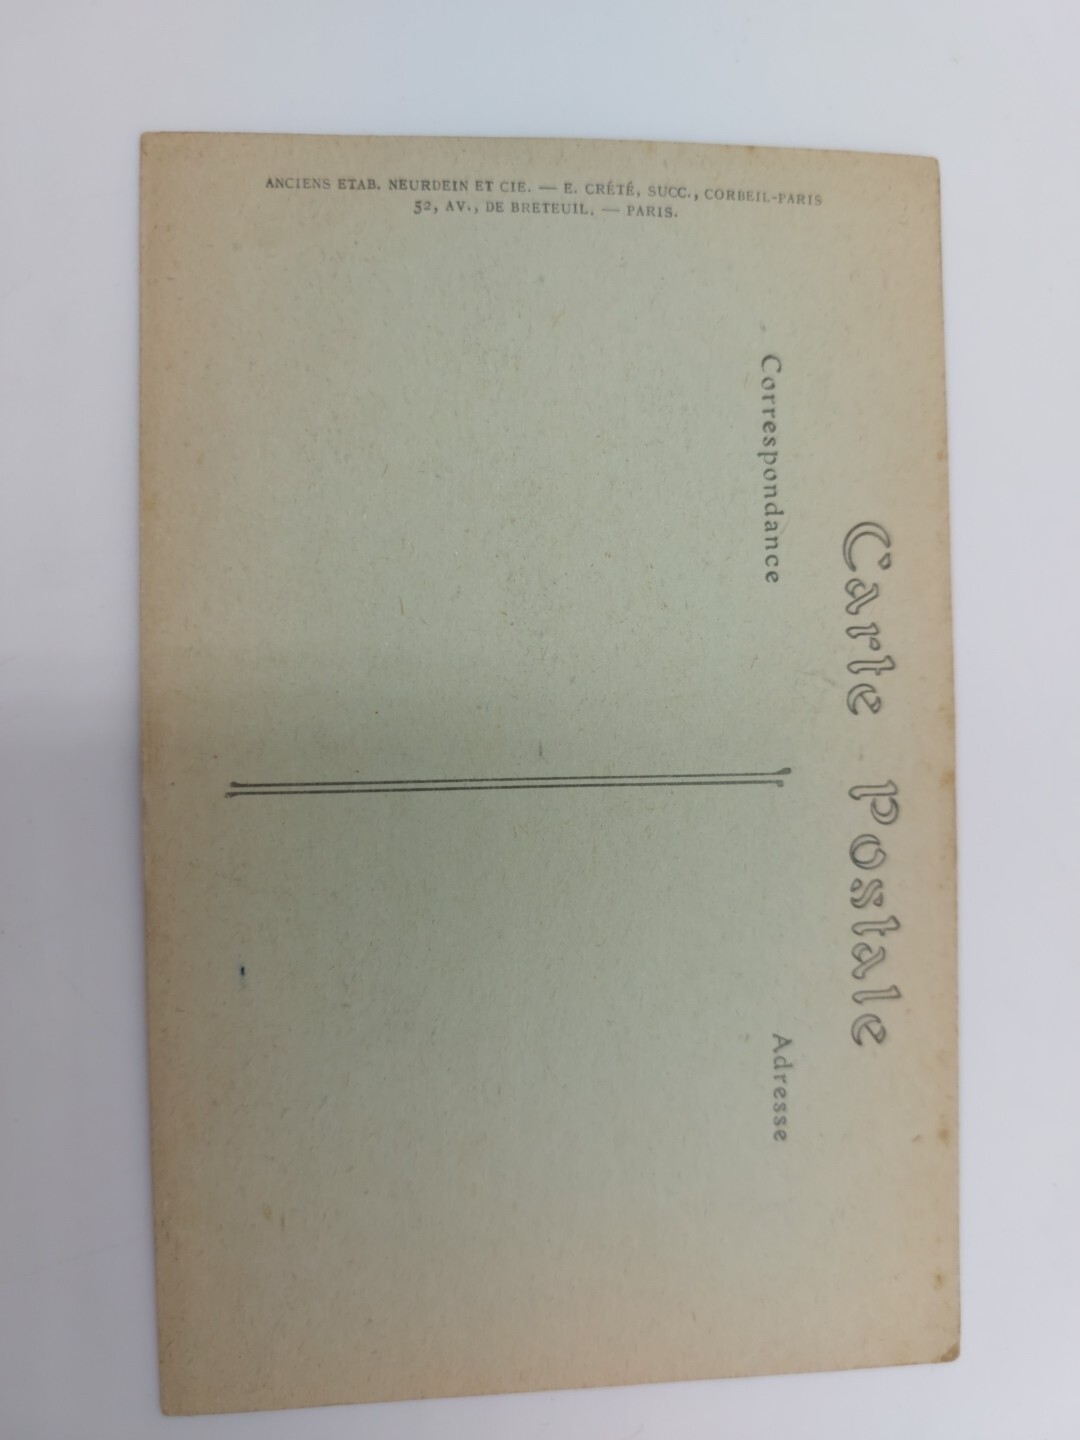 ANCIENS ETAB. NEURDEIN ET CIE. — E. CRÉTÉ, SUCC., CORBEIL-PARIS
52, AV., DE BRETEUIL. — PARIS.
Carte Postale
Correspondance
Adresse